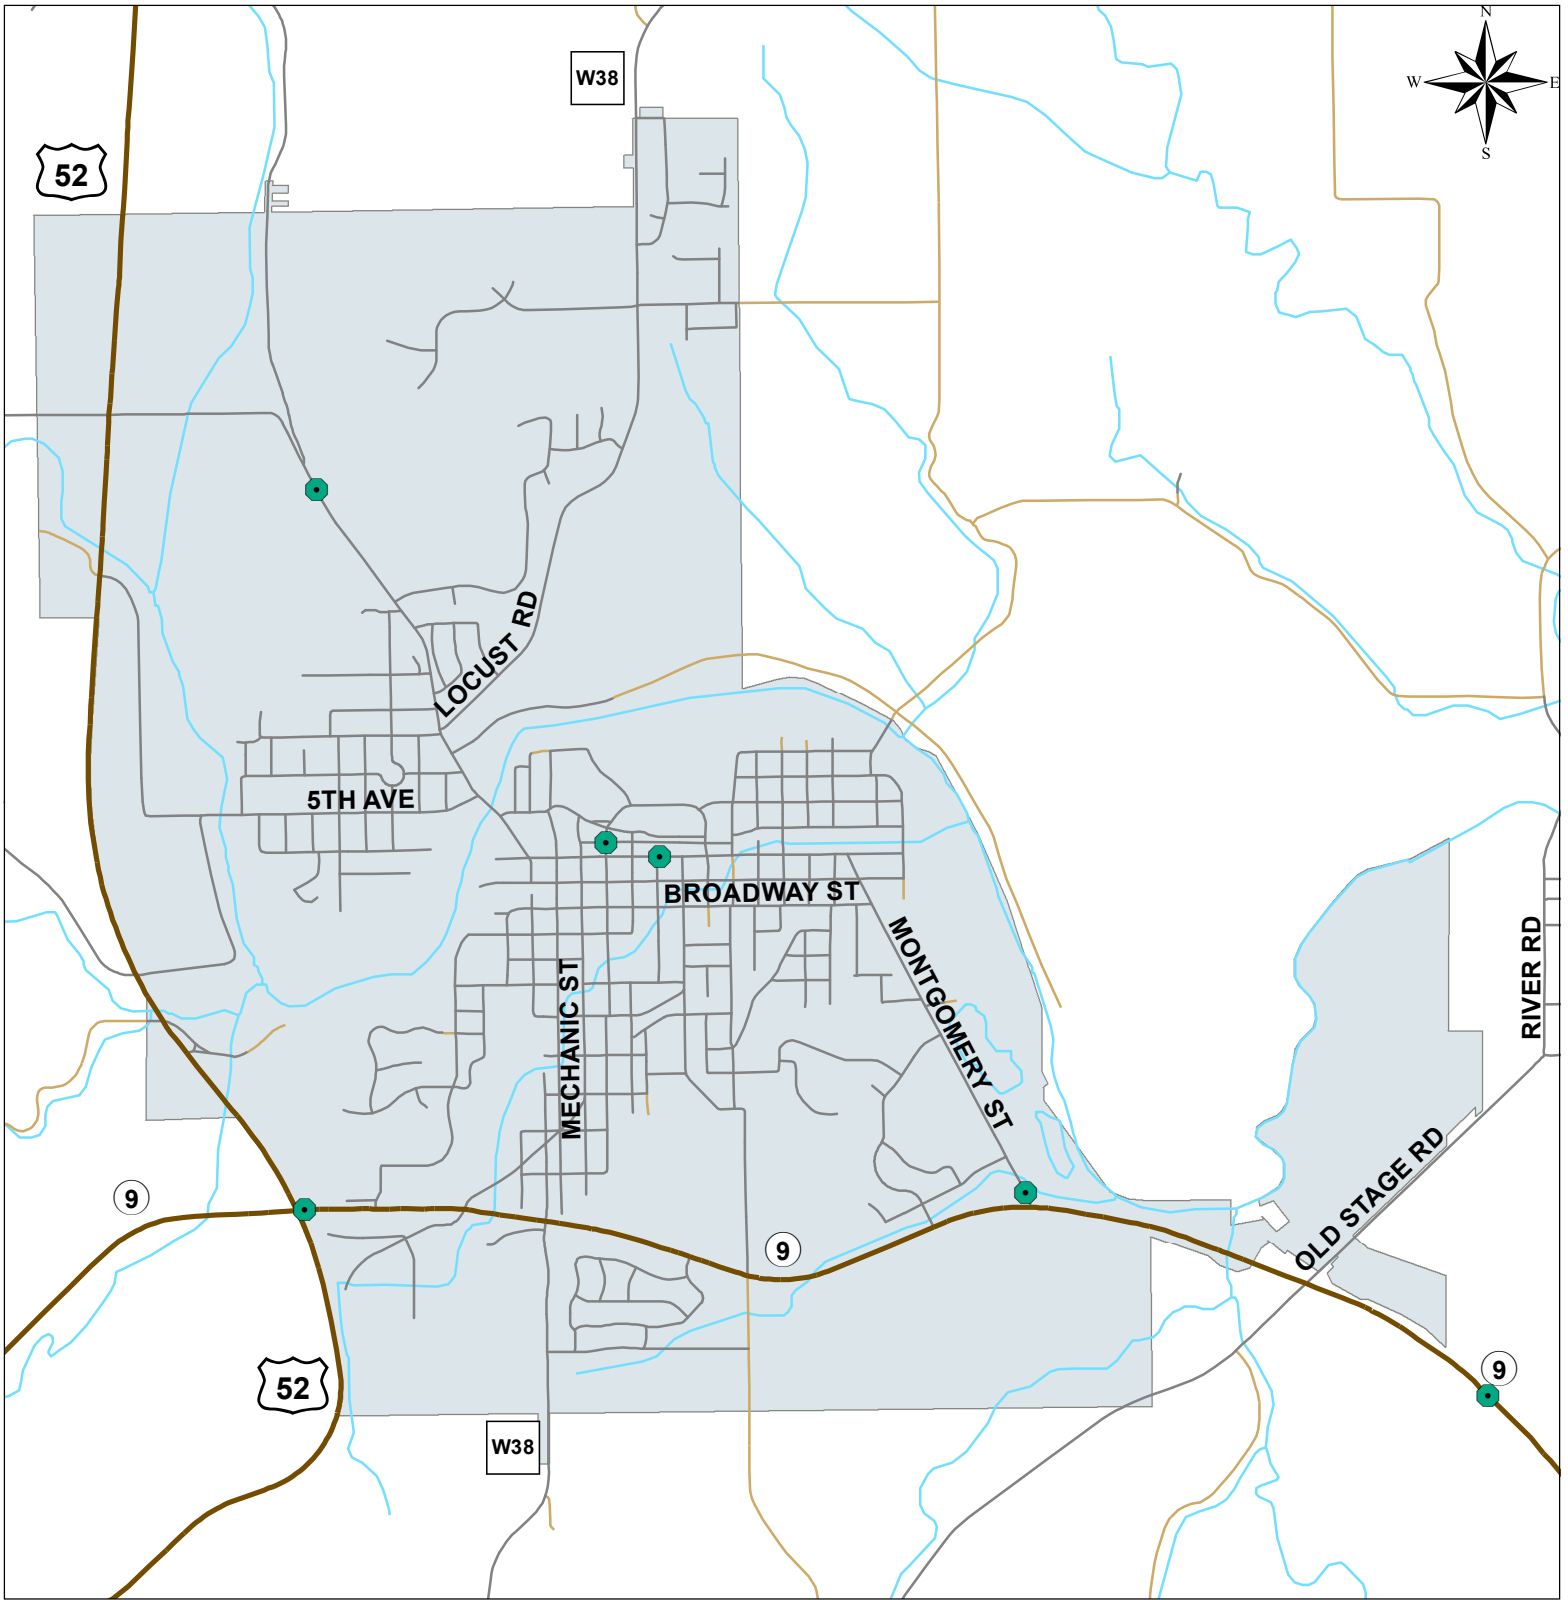 N
W38
W
E
S
52
LOCUST RD
5TH AVE
BROADWAY ST
MONTGOMERY ST
RIVER RD
MECHANIC ST
OLD STAGE RD
9
9
52
9
W38